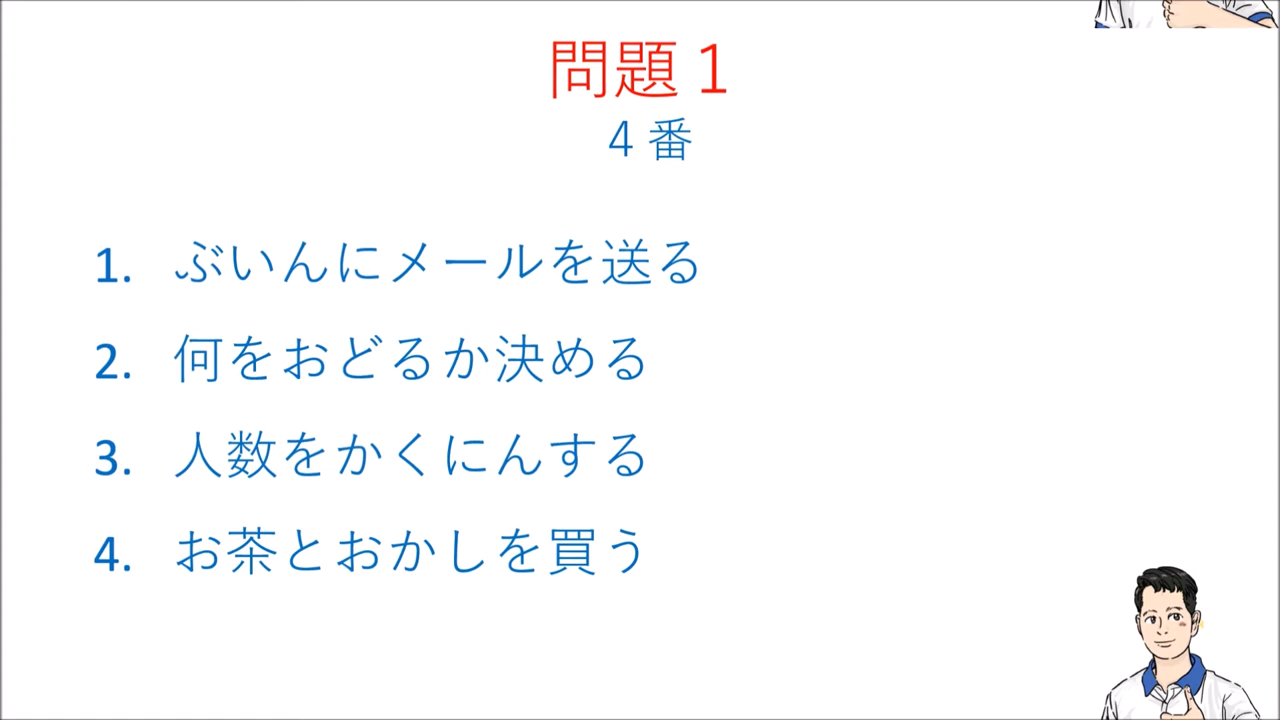 問題1
4番
1. ぶいんにメールを送る
2. 何をおどるか決める
3. 人数をかくにんする
4. お茶とおかしを買う